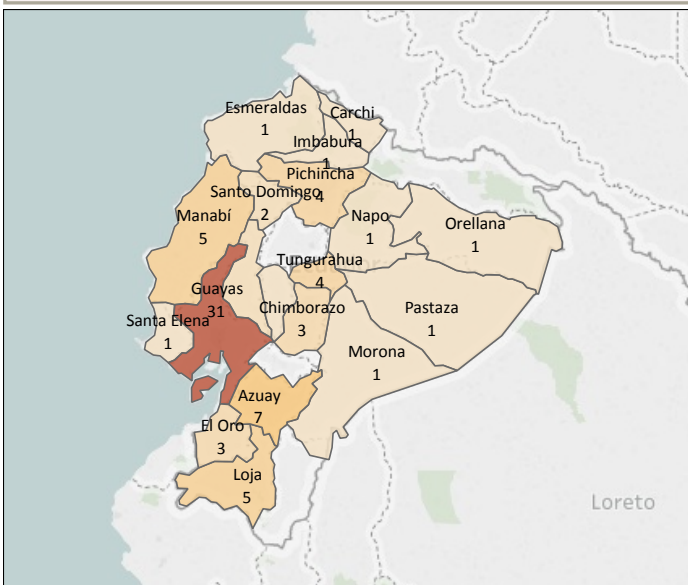 Esmeraldas
1
Carchi
1
Imbabura
1
Pichincha
4
Santo Domingo
2
Manabí
5
Napo
1
Orellana
1
Tungurahua
4
Guayas
31
Chimborazo
3
Pastaza
1
Santa Elena
1
Morona
1
Azuay
7
El Oro
3
Loja
5
Loreto